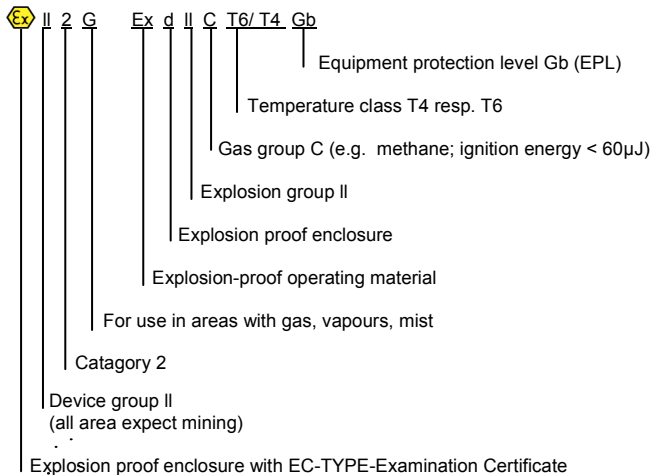 Ex II 2 G Ex d II C T6/ T4 Gb
Equipment protection level Gb (EPL)
Temperature class T4 resp. T6
Gas group C (e.g. methane; ignition energy < 60µJ)
Explosion group II
Explosion proof enclosure
Explosion-proof operating material
For use in areas with gas, vapours, mist
Catagory 2
Device group II
(all area expect mining)
Explosion proof enclosure with EC-TYPE-Examination Certificate